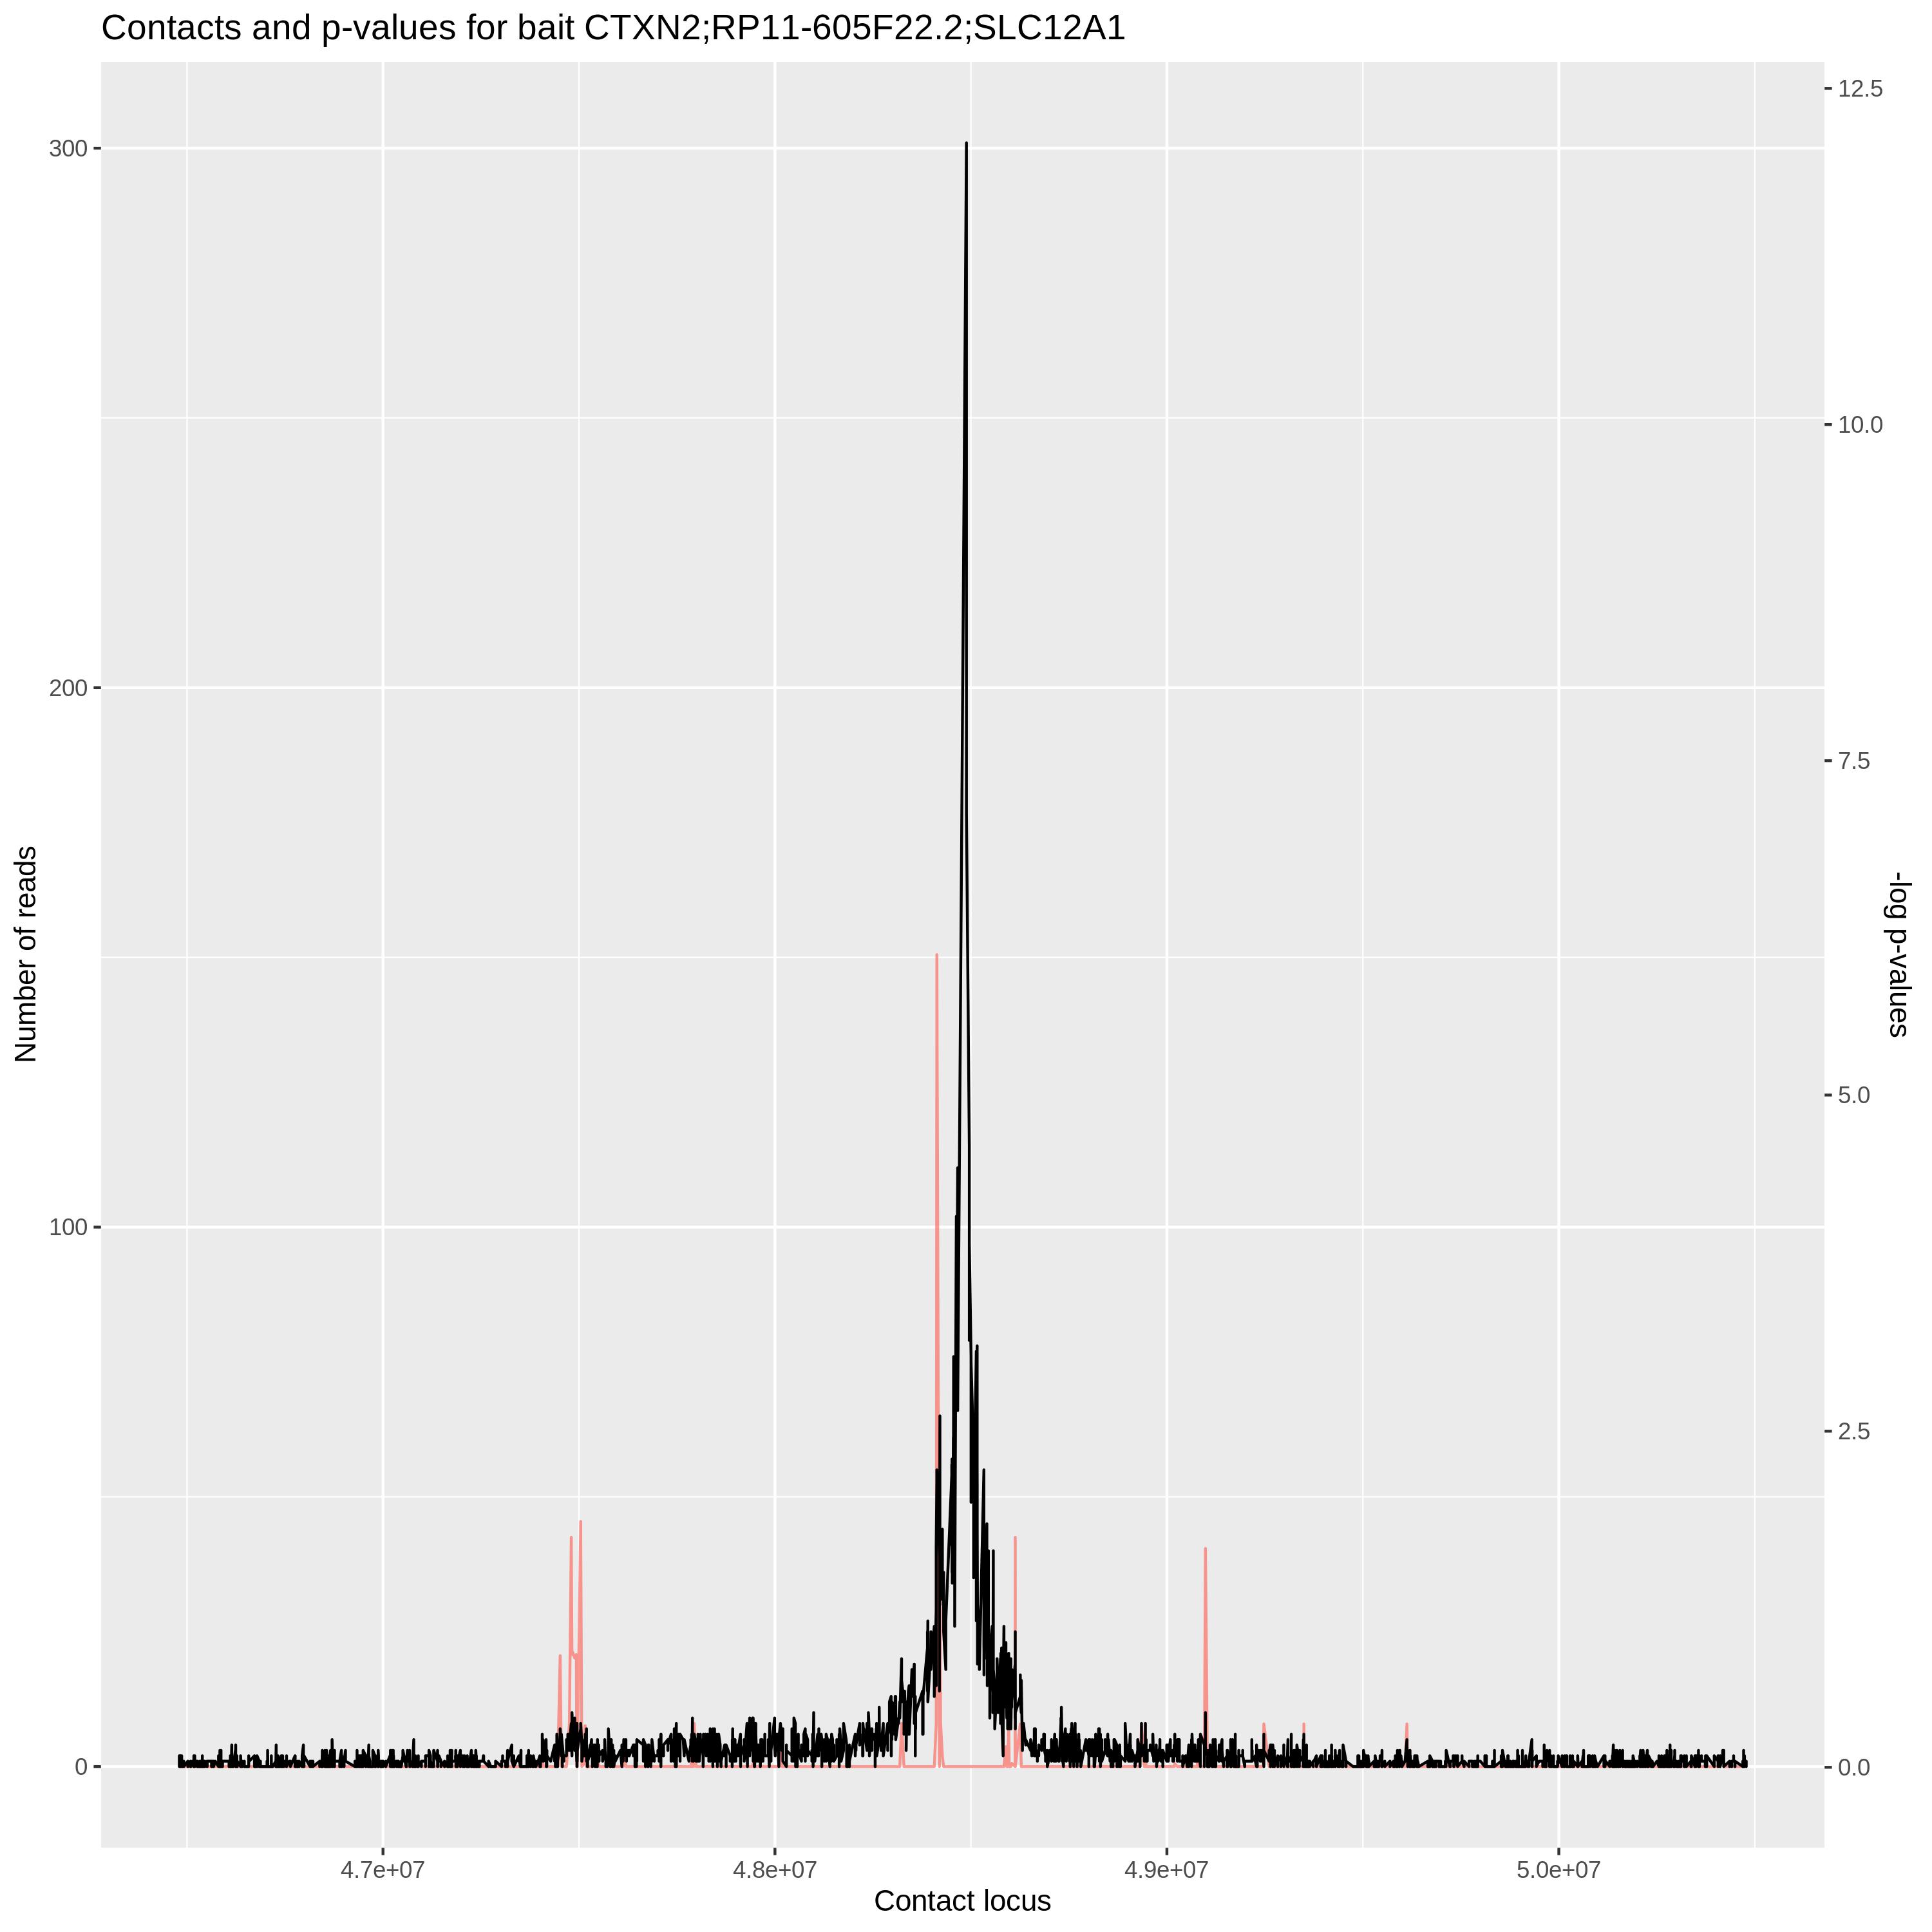 Contacts and p-values for bait CTXN2;RP11-605F22.2;SLC12A1
300
200
100
0
Number of reads
12.5
10.0
7.5
5.0
2.5
0.0
-log p-values
4.7e+07
4.8e+07
4.9e+07
5.0e+07
Contact locus